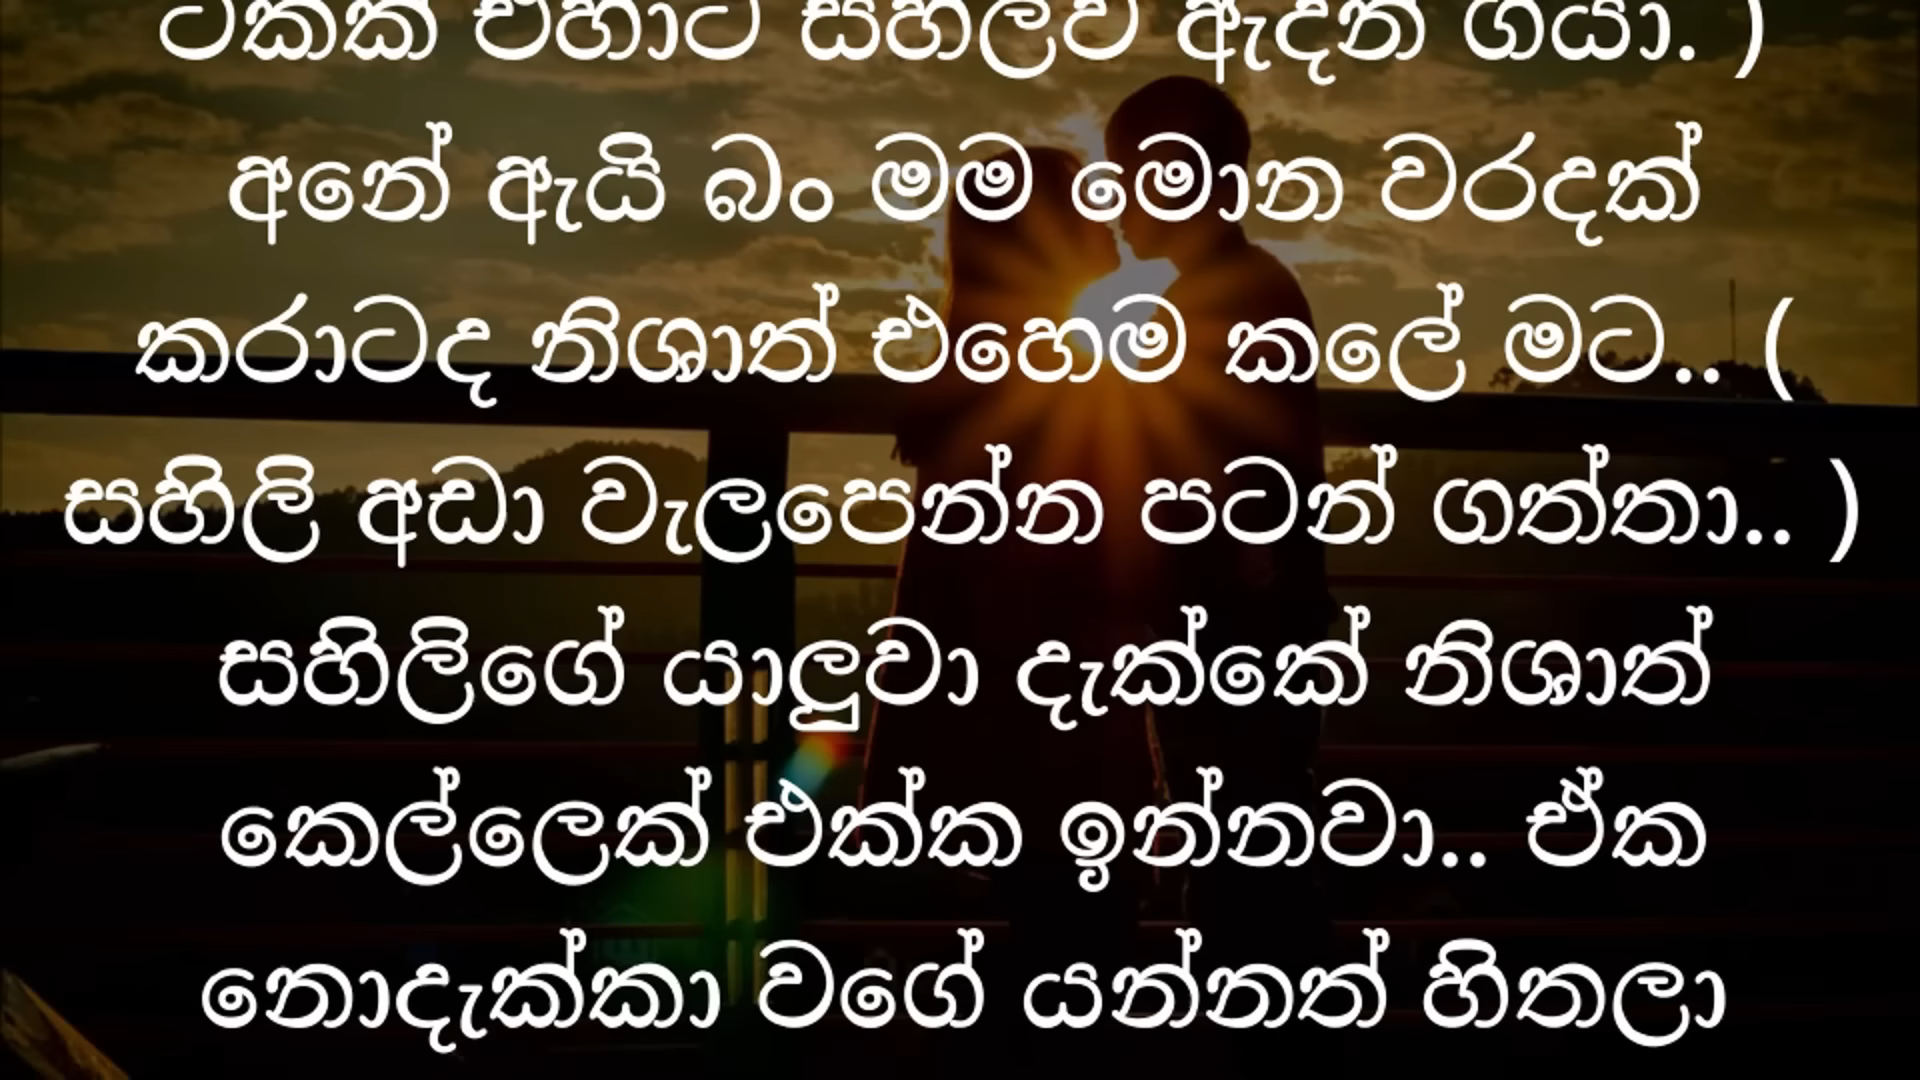 එහාට ගියා. )
අනේ ඇයි බං මම මොන වරදක්
කරාටද නිශාත් එහෙම කලේ මට.. (
සහිලි අඩා වැලපෙන්න පටන් ගත්තා.. )
සහිලිගේ යාලුවා දැක්කේ නිශාත්
කෙල්ලෙක් එක්ක ඉන්නවා.. ඒක
නොදැක්කා වගේ යන්නත් හිතලා